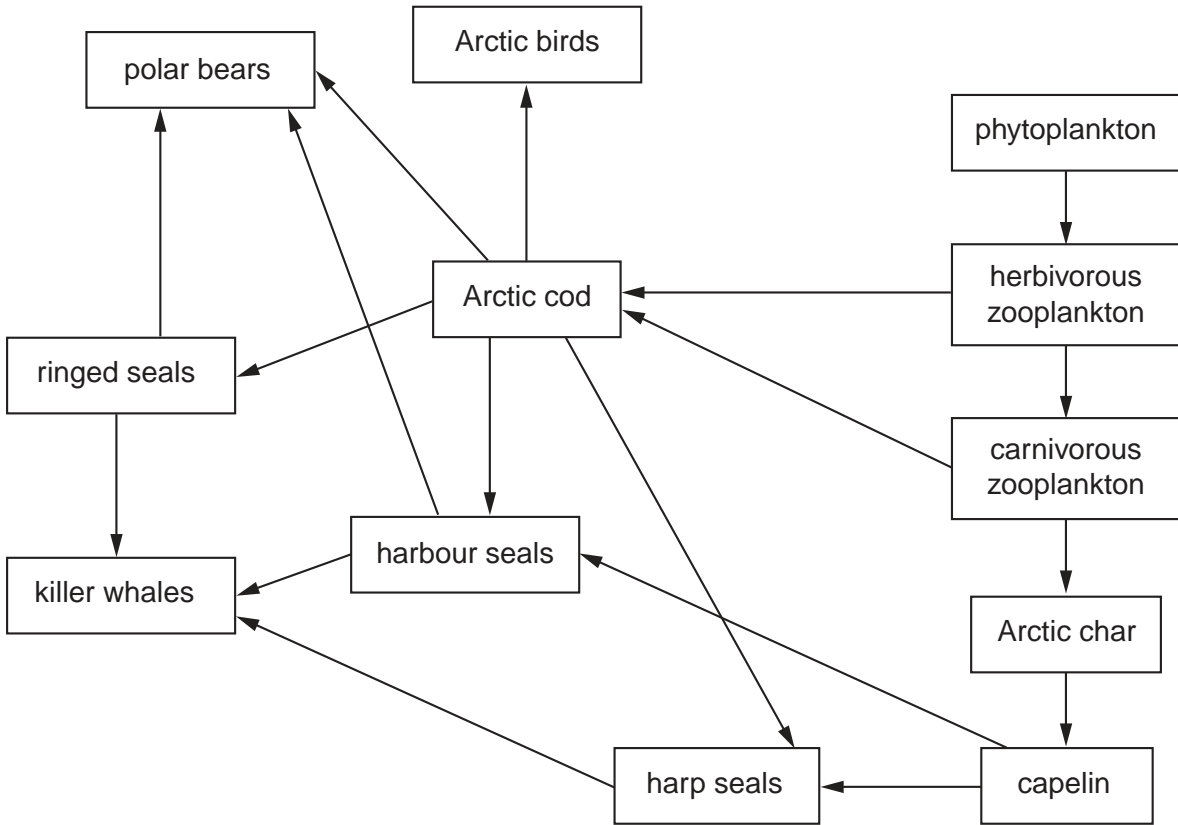 Arctic birds
polar bears
phytoplankton
herbivorous
zooplankton
Arctic cod
ringed seals
carnivorous
zooplankton
harbour seals
killer whales
Arctic char
harp seals
capelin